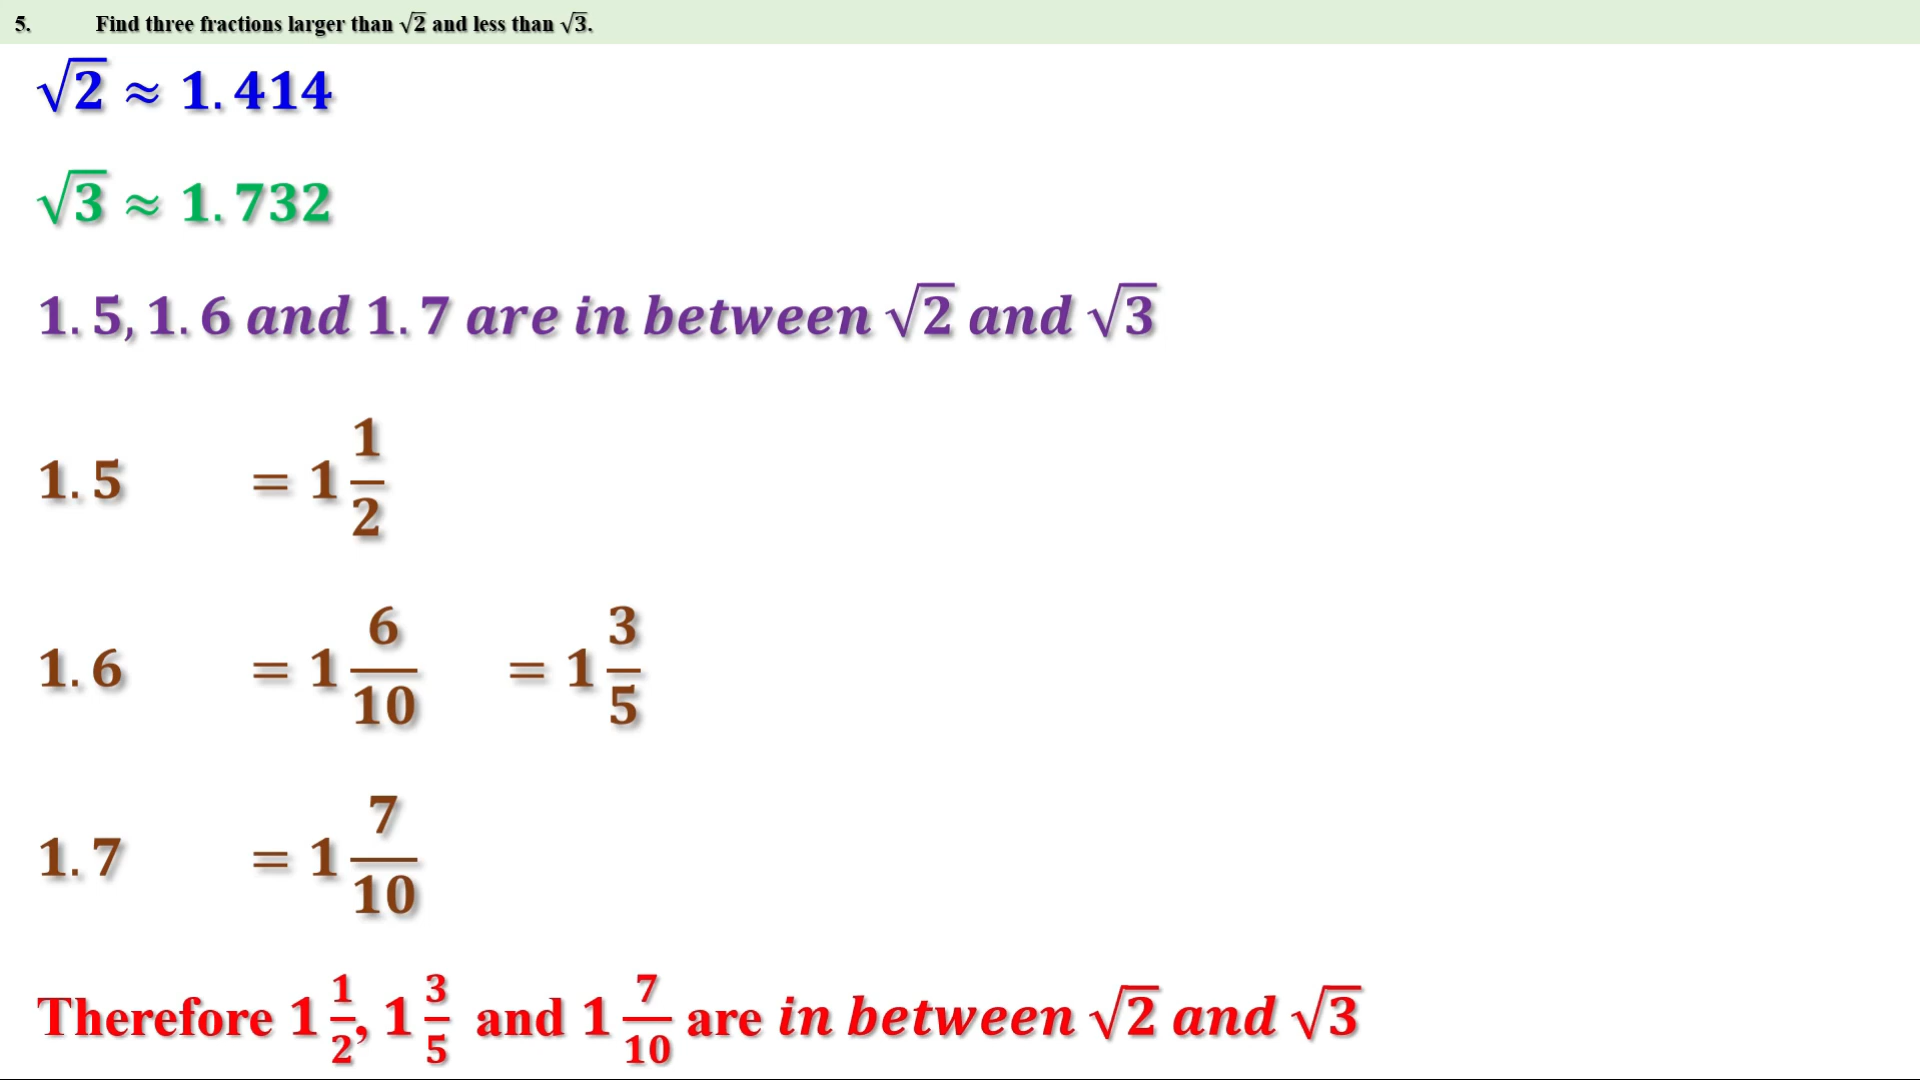 5. Find three fractions larger than √2 and less than √3.
√2 ≈ 1.414
√3 ≈ 1.732
1.5, 1.6 and 1.7 are in between √2 and √3
1.5 = 1 1/2
1.6 = 1 6/10 = 1 3/5
1.7 = 1 7/10
Therefore 1 1/2, 1 3/5 and 1 7/10 are in between √2 and √3